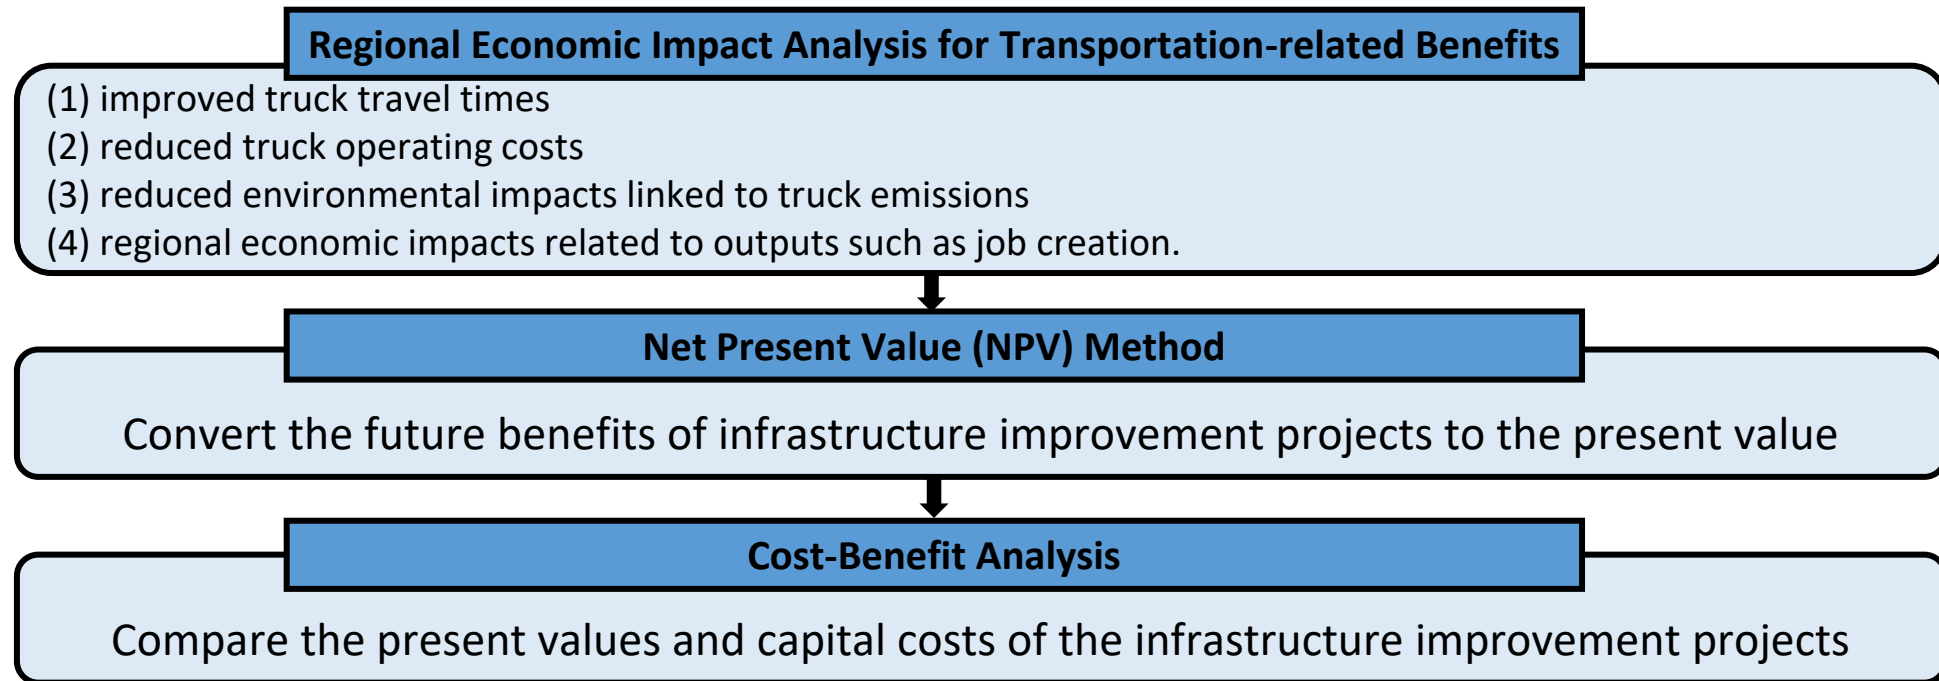 Regional Economic Impact Analysis for Transportation-related Benefits
(1) improved truck travel times
(2) reduced truck operating costs
(3) reduced environmental impacts linked to truck emissions
(4) regional economic impacts related to outputs such as job creation.
Net Present Value (NPV) Method
Convert the future benefits of infrastructure improvement projects to the present value
Cost-Benefit Analysis
Compare the present values and capital costs of the infrastructure improvement projects